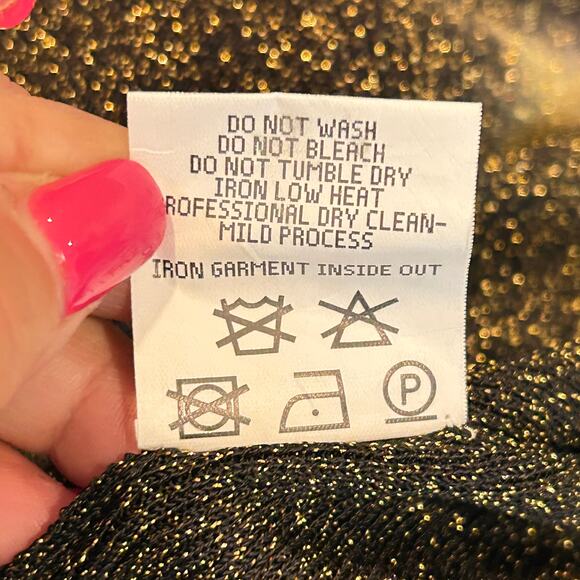 DO NOT WASH
DO NOT BLEACH
DO NOT TUMBLE DRY
IRON LOW HEAT
ROFESSIONAL DRY CLEAN-
MILD PROCESS
IRON GARMENT INSIDE OUT
P